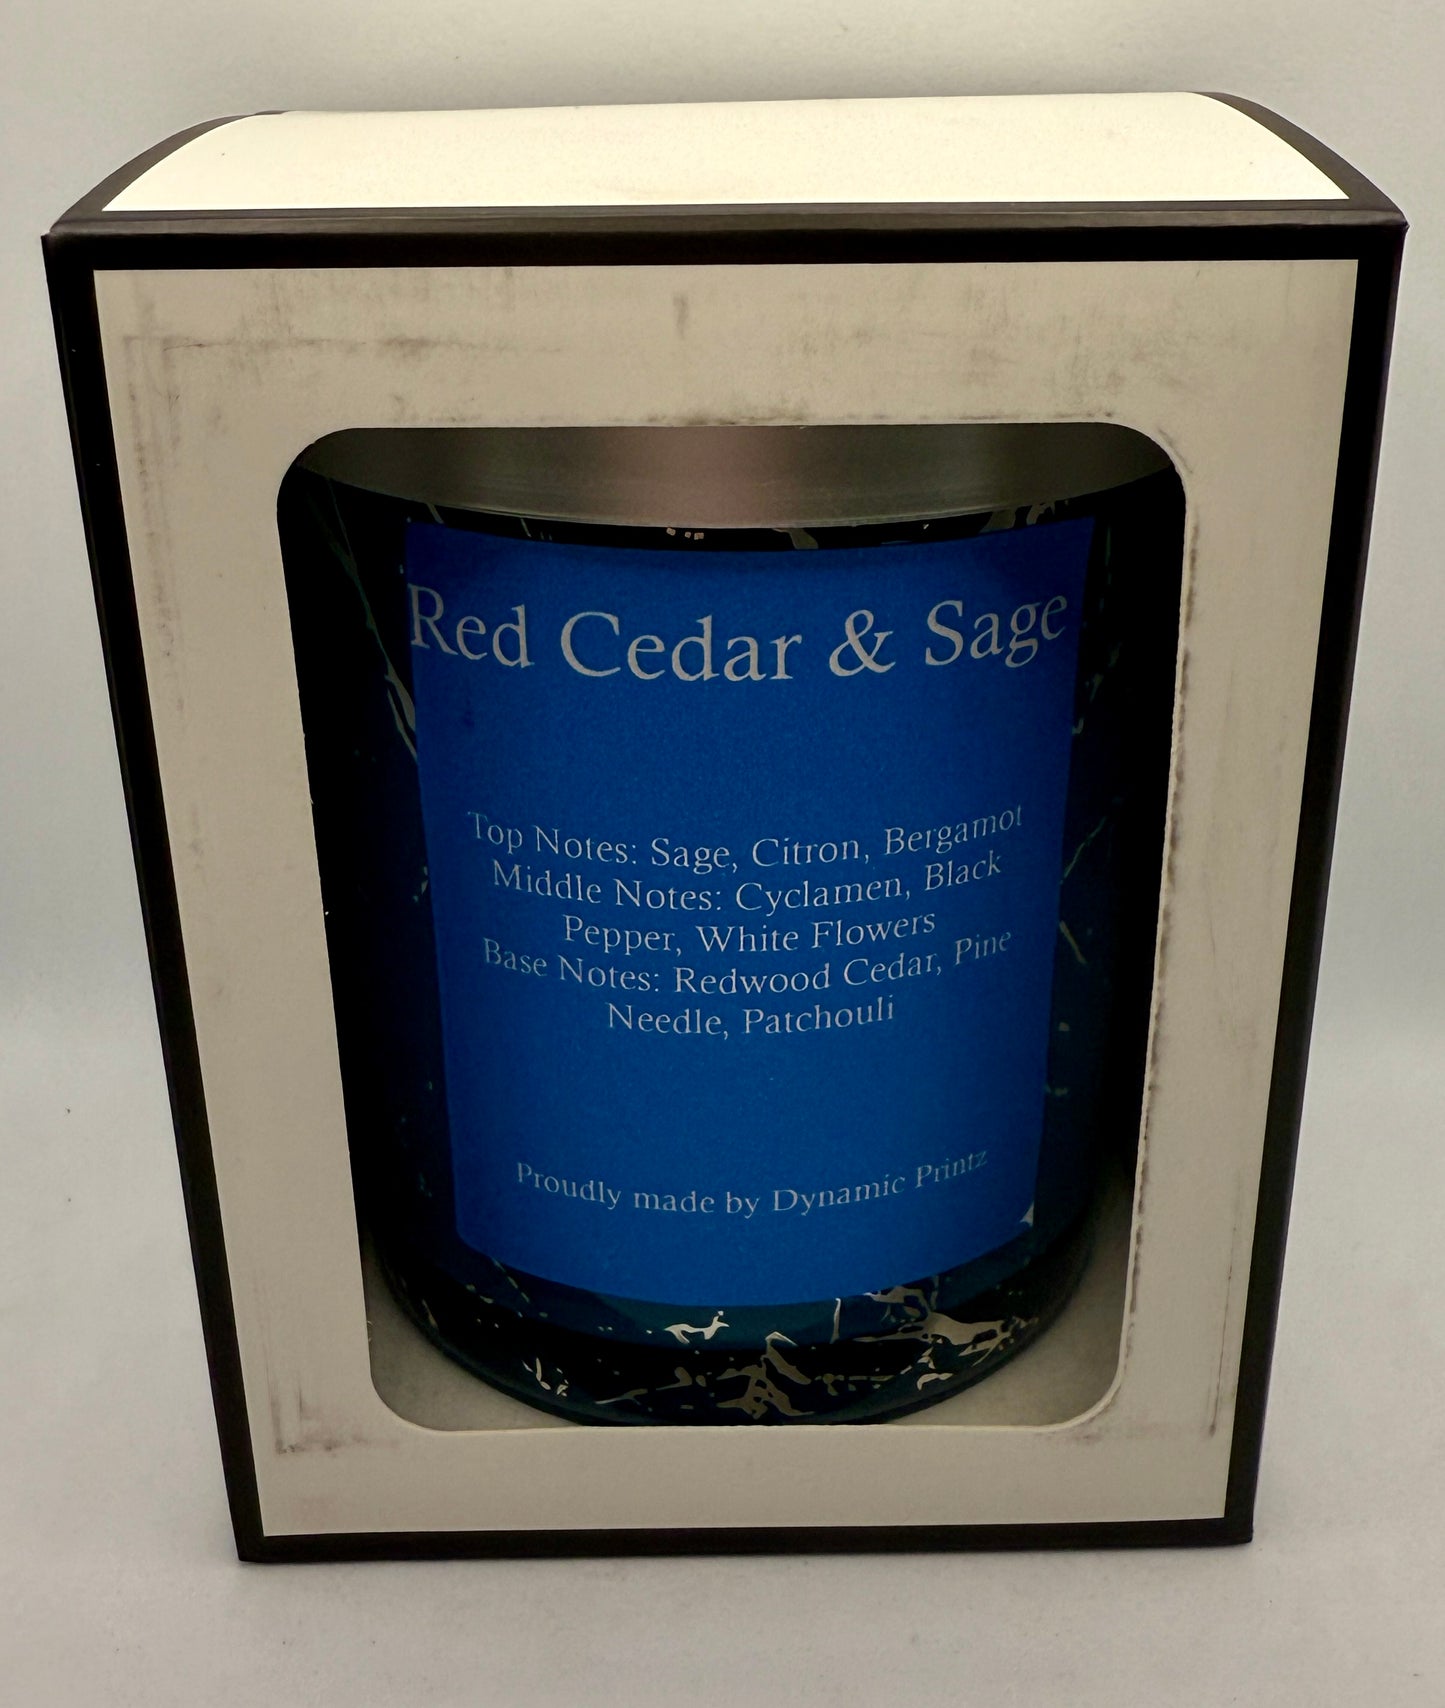 Red Cedar & Sage
Top Notes: Sage, Citron, Bergamot
Middle Notes: Cyclamen, Black
Pepper, White Flowers
Base Notes: Redwood Cedar, Pine
Needle, Patchouli
Proudly made by Dynamic Printz